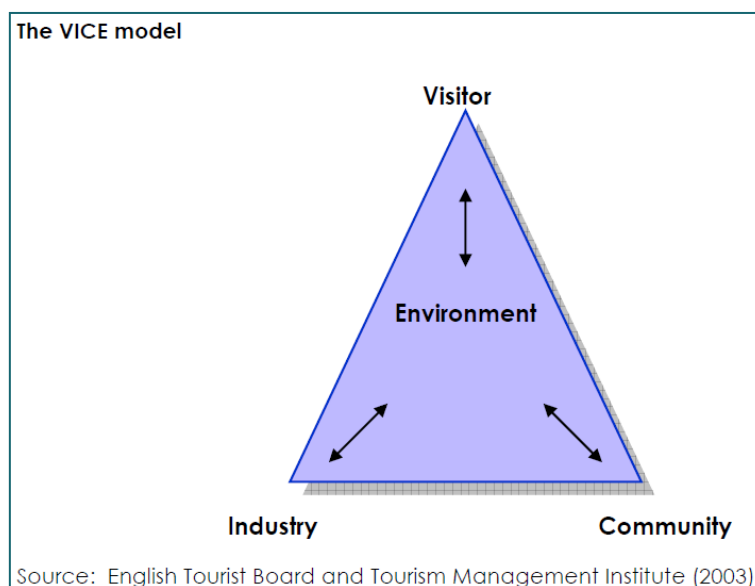 The VICE model
Visitor
Environment
Industry
Community
Source: English Tourist Board and Tourism Management Institute (2003)